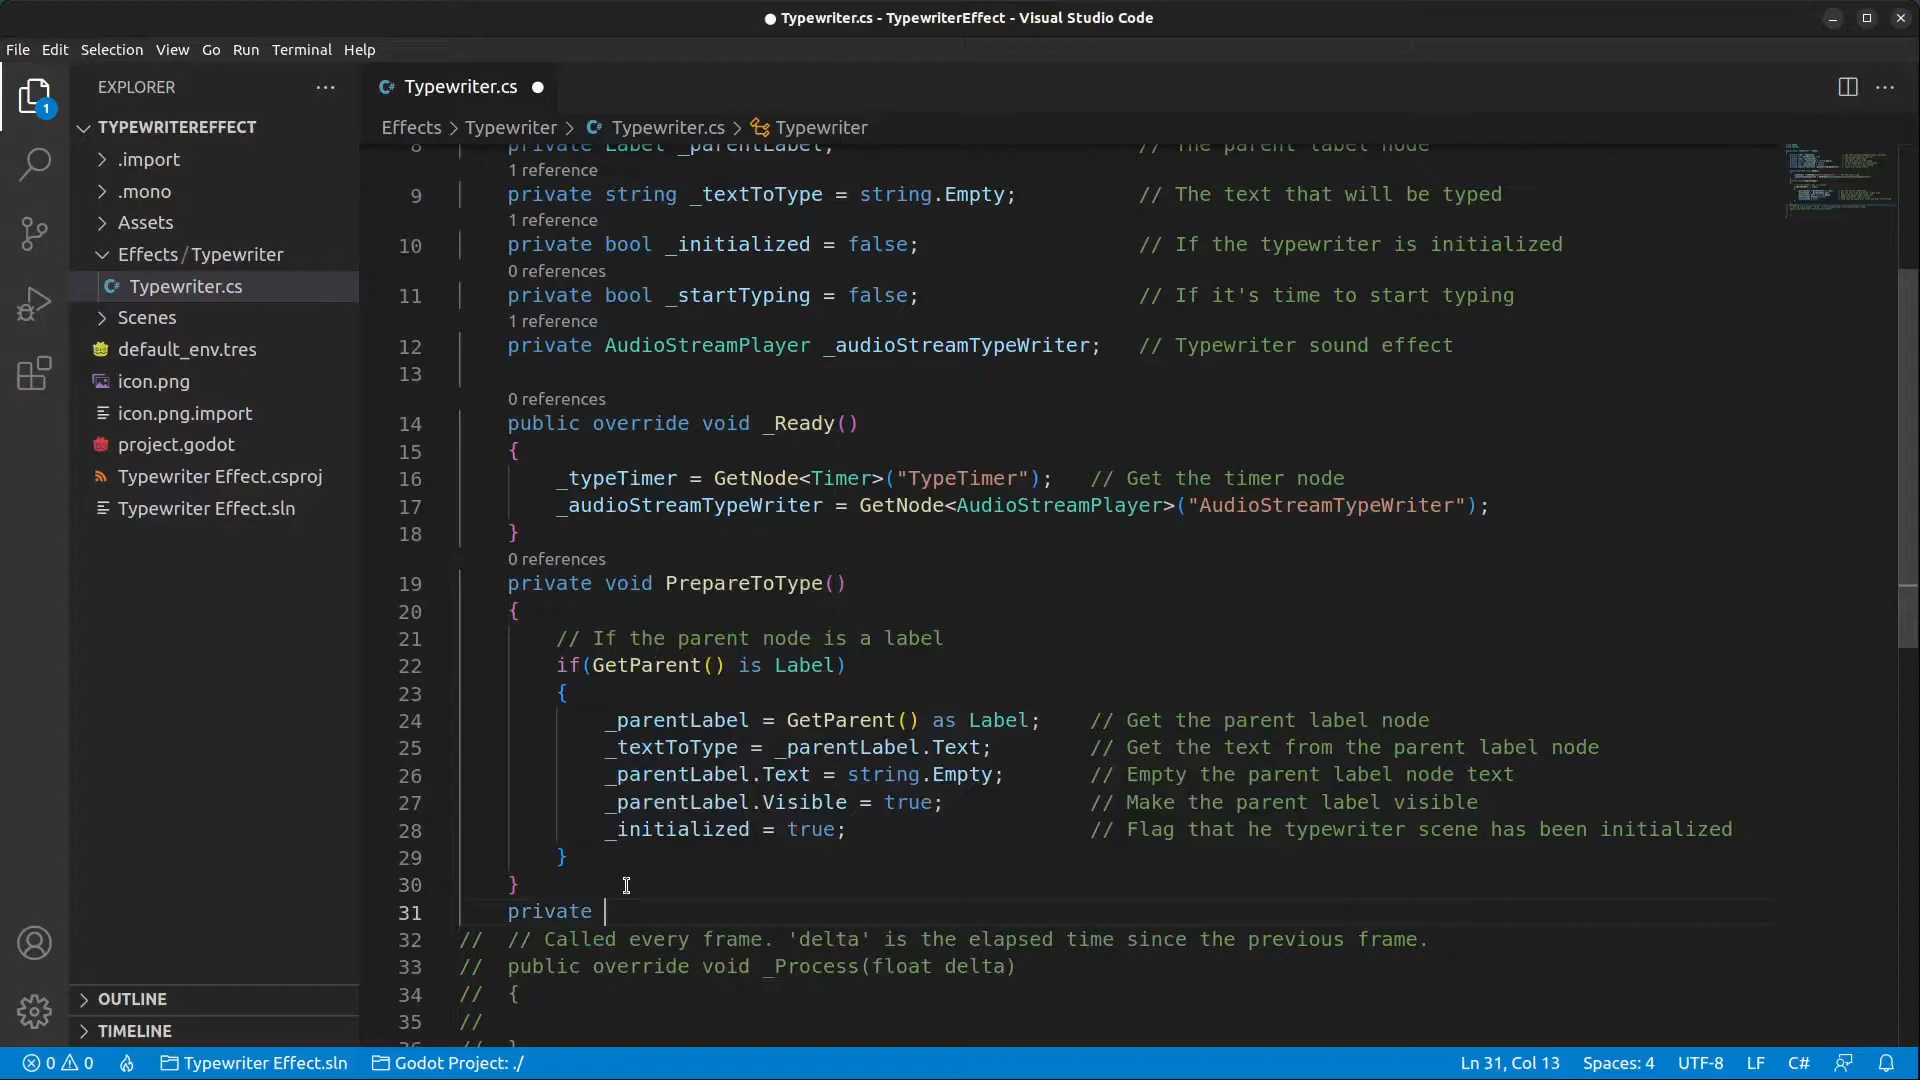 Typewriter.cs - TypewriterEffect - Visual Studio Code
File Edit Selection View Go Run Terminal Help
1
EXPLORER
TYPEWRITEREFFECT
.import
.mono
Assets
Effects/Typewriter
C# Typewriter.cs
Scenes
default_env.tres
icon.png
icon.png.import
project.godot
Typewriter Effect.csproj
Typewriter Effect.sln
OUTLINE
TIMELINE
C# Typewriter.cs
Effects > Typewriter > C# Typewriter.cs > Typewriter
8 private Label _parentLabel; // The parent label node
1 reference
9 private string _textToType = string.Empty; // The text that will be typed
1 reference
10 private bool _initialized = false; // If the typewriter is initialized
0 references
11 private bool _startTyping = false; // If it's time to start typing
1 reference
12 private AudioStreamPlayer _audioStreamTypeWriter; // Typewriter sound effect
13
0 references
14 public override void _Ready()
15 {
16 _typeTimer = GetNode<Timer>("TypeTimer"); // Get the timer node
17 _audioStreamTypeWriter = GetNode<AudioStreamPlayer>("AudioStreamTypeWriter");
18 }
0 references
19 private void PrepareToType()
20 {
21 // If the parent node is a label
22 if(GetParent() is Label)
23 {
24 _parentLabel = GetParent() as Label; // Get the parent label node
25 _textToType = _parentLabel.Text; // Get the text from the parent label node
26 _parentLabel.Text = string.Empty; // Empty the parent label node text
27 _parentLabel.Visible = true; // Make the parent label visible
28 _initialized = true; // Flag that he typewriter scene has been initialized
29 }
30 }
31 private
32 // // Called every frame. 'delta' is the elapsed time since the previous frame.
33 // public override void _Process(float delta)
34 // {
35 //
36 // }
0 0 Typewriter Effect.sln Godot Project: ./ Ln 31, Col 13 Spaces: 4 UTF-8 LF C#